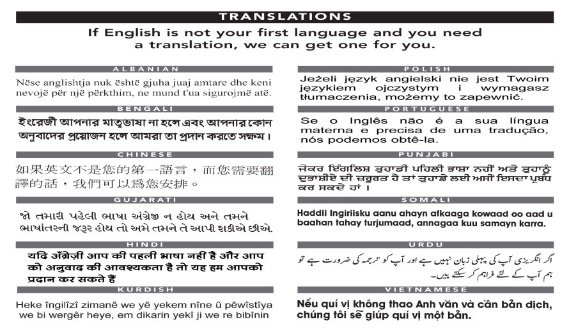 TRANSLATIONS
If English is not your first language and you need
a translation, we can get one for you.
ALBANIAN
Nëse anglishtja nuk është gjuha juaj amtare dhe keni
nevojë për një përkthim, ne mund t'ua sigurojmë atë.
BENGALI
ইংরেজী আপনার মাতৃভাষা না হলে এবং আপনার কোন
অনুবাদের প্রয়োজন হলে আমরা তা প্রদান করতে সক্ষম।
CHINESE
如果英文不是您的第一語言，而您需要翻
譯的話，我們可以為您安排。
GUJARATI
જો તમારી પહેલી ભાષા અંગ્રેજી ન હોય અને તમને
ભાષાંતરની જરૂર હોય તો અમે તમને તે આપી શકીએ છીએ.
HINDI
यदि अँग्रेज़ी आप की पहली भाषा नहीं है और आप
को अनुवाद की आवश्यकता है तो यह हम आपको
प्रदान कर सकते हैं
KURDISH
Heke îngilîzî zimanê we yê yekem nîne û pêwîstîya
we bi wergêr heye, em dikarin yekî ji we re bibînin
POLISH
Jeżeli język angielski nie jest Twoim
językiem ojczystym i wymagasz
tłumaczenia, możemy to zapewnić.
PORTUGUESE
Se o Inglês não é a sua língua
materna e precisa de uma tradução,
nós podemos obtê-la.
PUNJABI
ਜੇਕਰ ਇੰਗਲਿਸ਼ ਤੁਹਾਡੀ ਪਹਿਲੀ ਭਾਸ਼ਾ ਨਹੀਂ ਅਤੇ ਤੁਹਾਨੂੰ
ਦੁਭਾਸ਼ੀਏ ਦੀ ਜ਼ਰੂਰਤ ਹੈ ਤਾਂ ਤੁਹਾਡੇ ਲਈ ਅਸੀਂ ਇਸਦਾ ਪ੍ਰਬੰਧ
ਕਰ ਸਕਦੇ ਹਾਂ ।
SOMALI
Haddii Ingiriisku aanu ahayn afkaaga kowaad oo aad u
baahan tahay turjumaad, annagaa kuu samayn karra.
URDU
اگر انگریزی آپ کی پہلی زبان نہیں ہے اور آپ کو ترجمہ کی ضرورت ہے تو
ہم آپ کے لئے فراہم کر سکتے ہیں۔
VIETNAMESE
Nếu quí vị không thạo Anh văn và cần bản dịch,
chúng tôi sẽ giúp quí vị một bản.